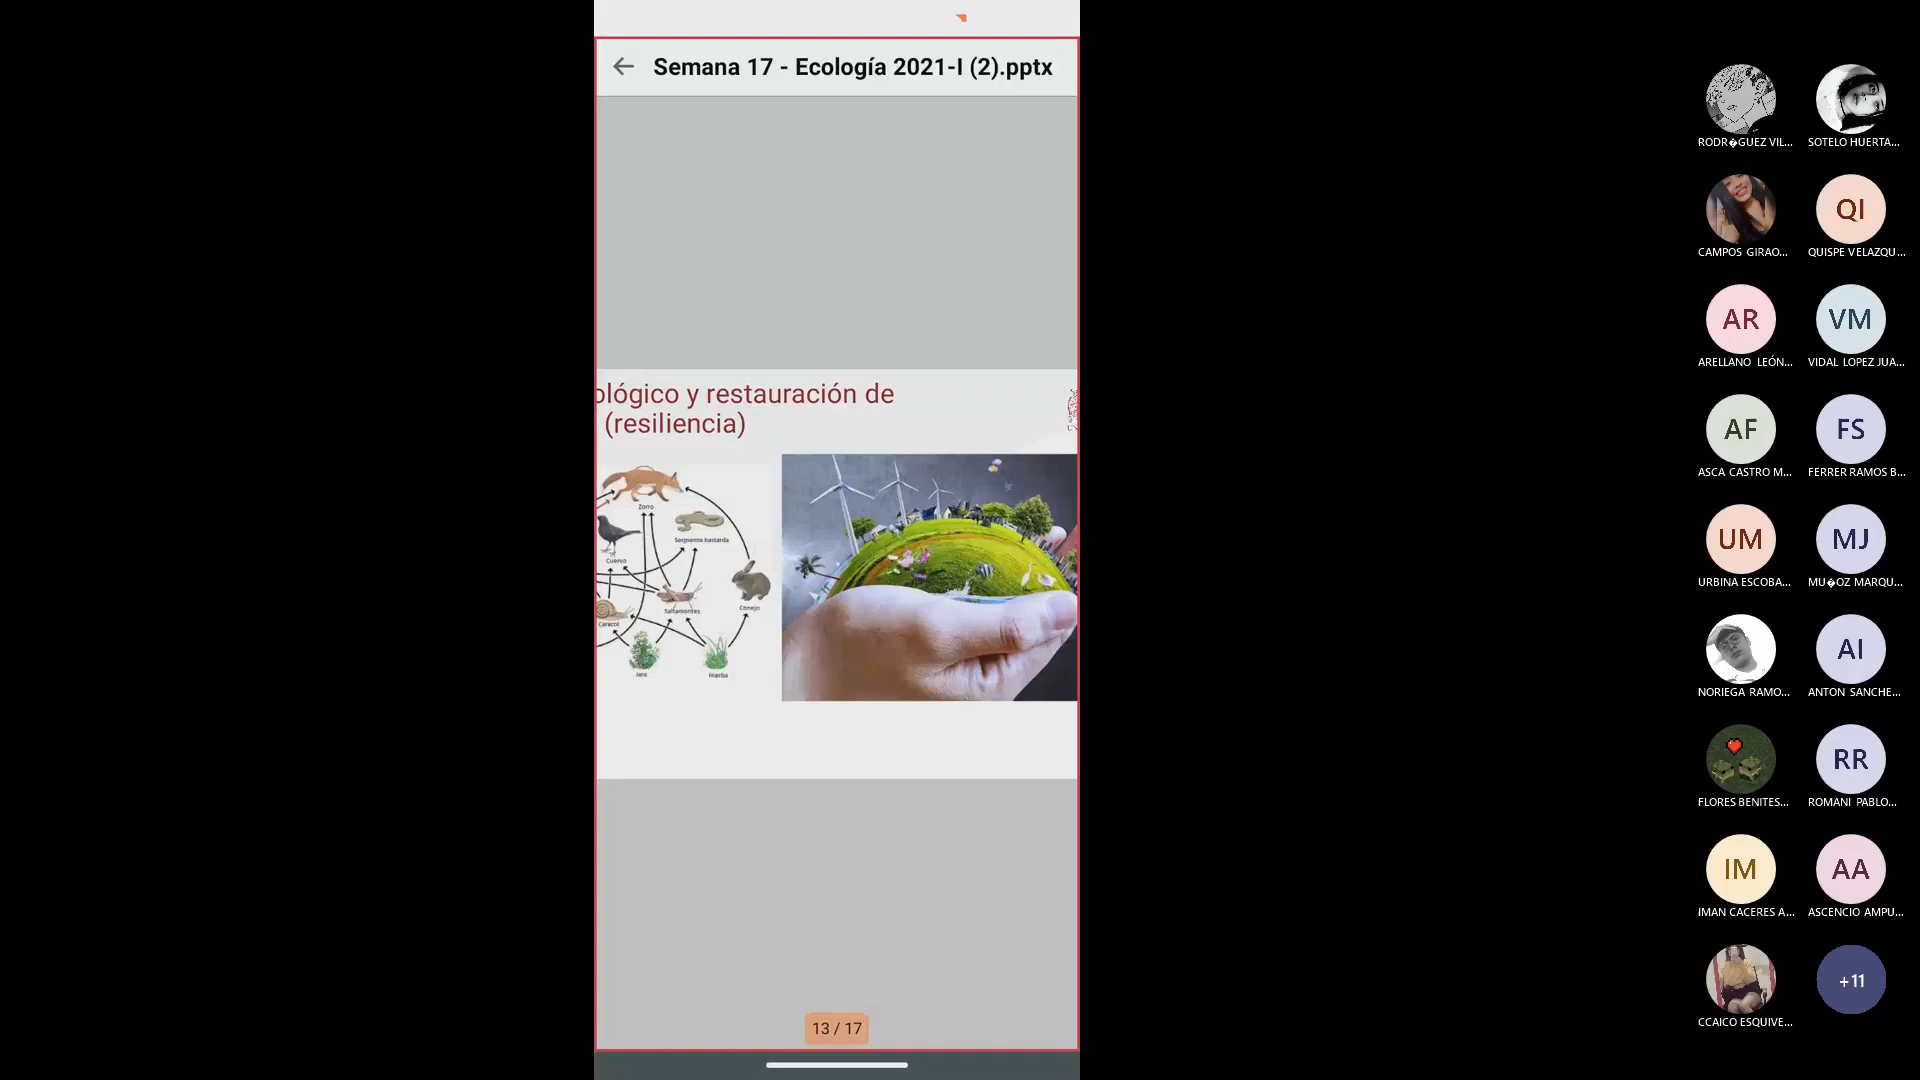 Semana 17 - Ecología 2021-I (2).pptx
ológico y restauración de
(resiliencia)
Zorro
Serpiente bastarda
Cuervo
Saltamontes
Conejo
Caracol
Jara
Hierba
13 / 17
RODR�GUEZ VIL...
SOTELO HUERTA...
CAMPOS GIRAO...
QI
QUISPE VELAZQU...
AR
ARELLANO LEÓN...
VM
VIDAL LOPEZ JUA...
AF
ASCA CASTRO M...
FS
FERRER RAMOS B...
UM
URBINA ESCOBA...
MJ
MU�OZ MARQU...
NORIEGA RAMO...
AI
ANTON SANCHE...
FLORES BENITES...
RR
ROMANI PABLO...
IM
IMAN CACERES A...
AA
ASCENCIO AMPU...
CCAICO ESQUIVE...
+11